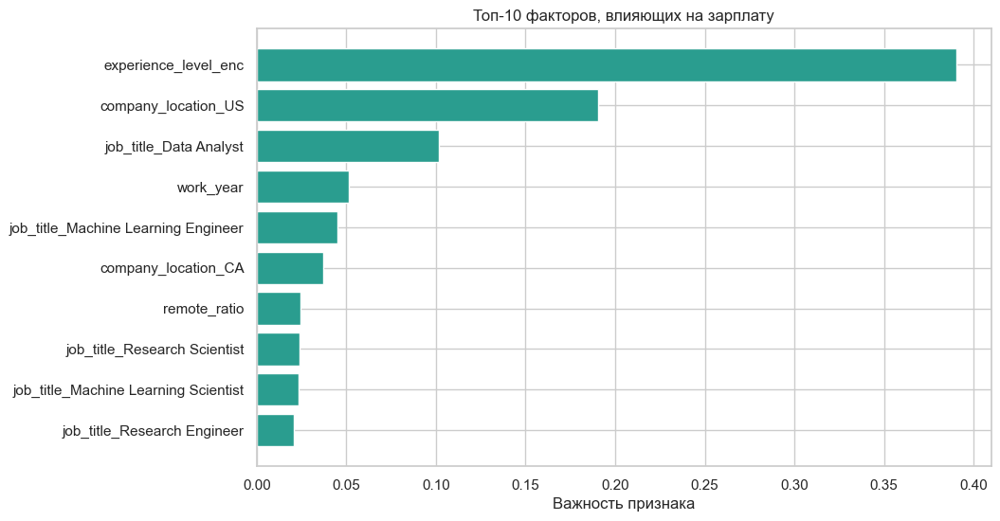 Топ-10 факторов, влияющих на зарплату
experience_level_enc
company_location_US
job_title_Data Analyst
work_year
job_title_Machine Learning Engineer
company_location_CA
remote_ratio
job_title_Research Scientist
job_title_Machine Learning Scientist
job_title_Research Engineer
0.00 0.05 0.10 0.15 0.20 0.25 0.30 0.35 0.40
Важность признака